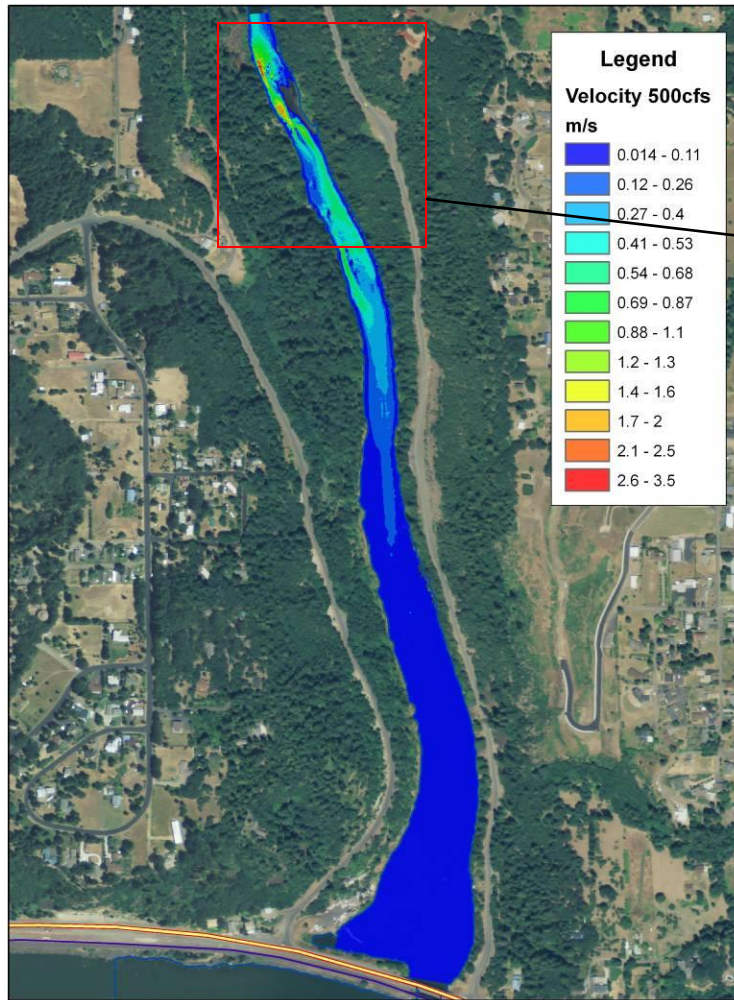 Legend
Velocity 500cfs
m/s
0.014 - 0.11
0.12 - 0.26
0.27 - 0.4
0.41 - 0.53
0.54 - 0.68
0.69 - 0.87
0.88 - 1.1
1.2 - 1.3
1.4 - 1.6
1.7 - 2
2.1 - 2.5
2.6 - 3.5